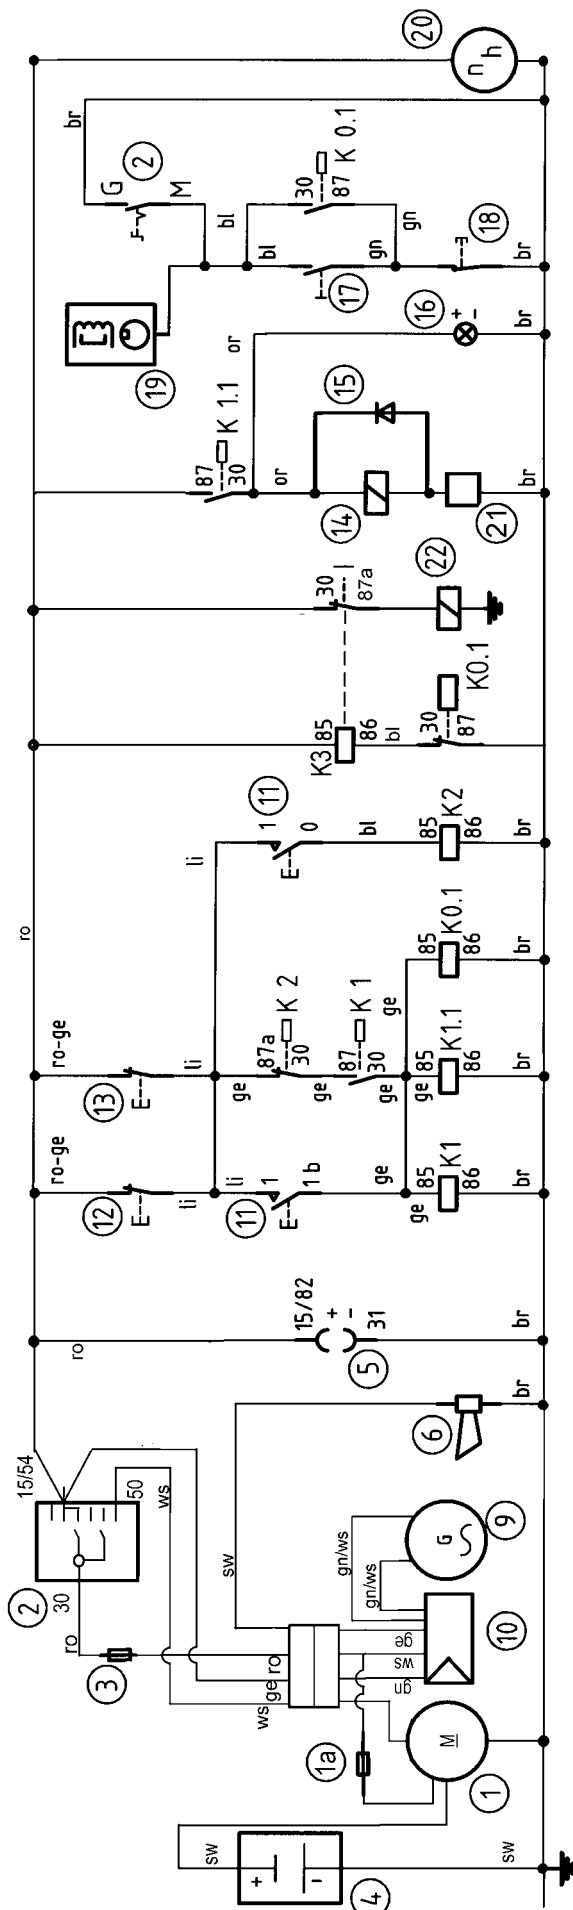 20
n h
br
G
2
M
bl
30
K 0.1
87
bl
gn
gn
17
18
br
19
or
16
+
-
br
K 1.1
87
30
or
15
14
21
br
30
87a
22
K3
85
86
bl
30
87
K0.1
li
11
1
0
bl
85
K2
86
br
ro
85
K0.1
86
br
ro-ge
13
E
li
ge
87a
K 2
30
ge
87
K 1
30
ge
ge
ge
85
K1.1
86
br
ro-ge
12
E
li
li
11
1
1 b
E
ge
ge
85
K1
86
br
ro
15/82
+
-
31
5
br
15/54
50
ws
2
30
ro
3
sw
6
br
gn/ws
gn/ws
G
9
ws
ge
ro
ge
ws
gn
10
1a
M
1
sw
+
-
4
sw